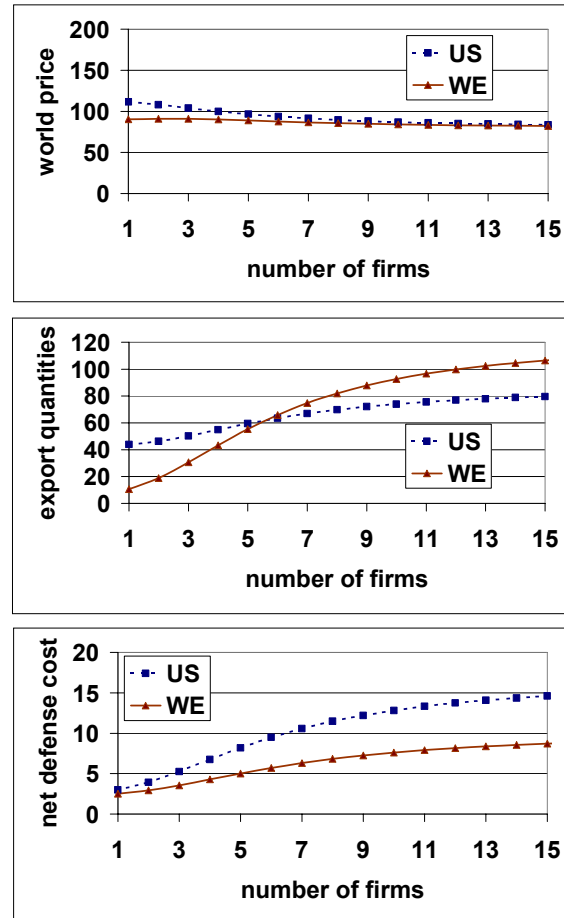 200
150
100
50
0
world price
US
WE
1 3 5 7 9 11 13 15
number of firms
120
100
80
60
40
20
0
export quantities
US
WE
1 3 5 7 9 11 13 15
number of firms
20
15
10
5
0
net defense cost
US
WE
1 3 5 7 9 11 13 15
number of firms